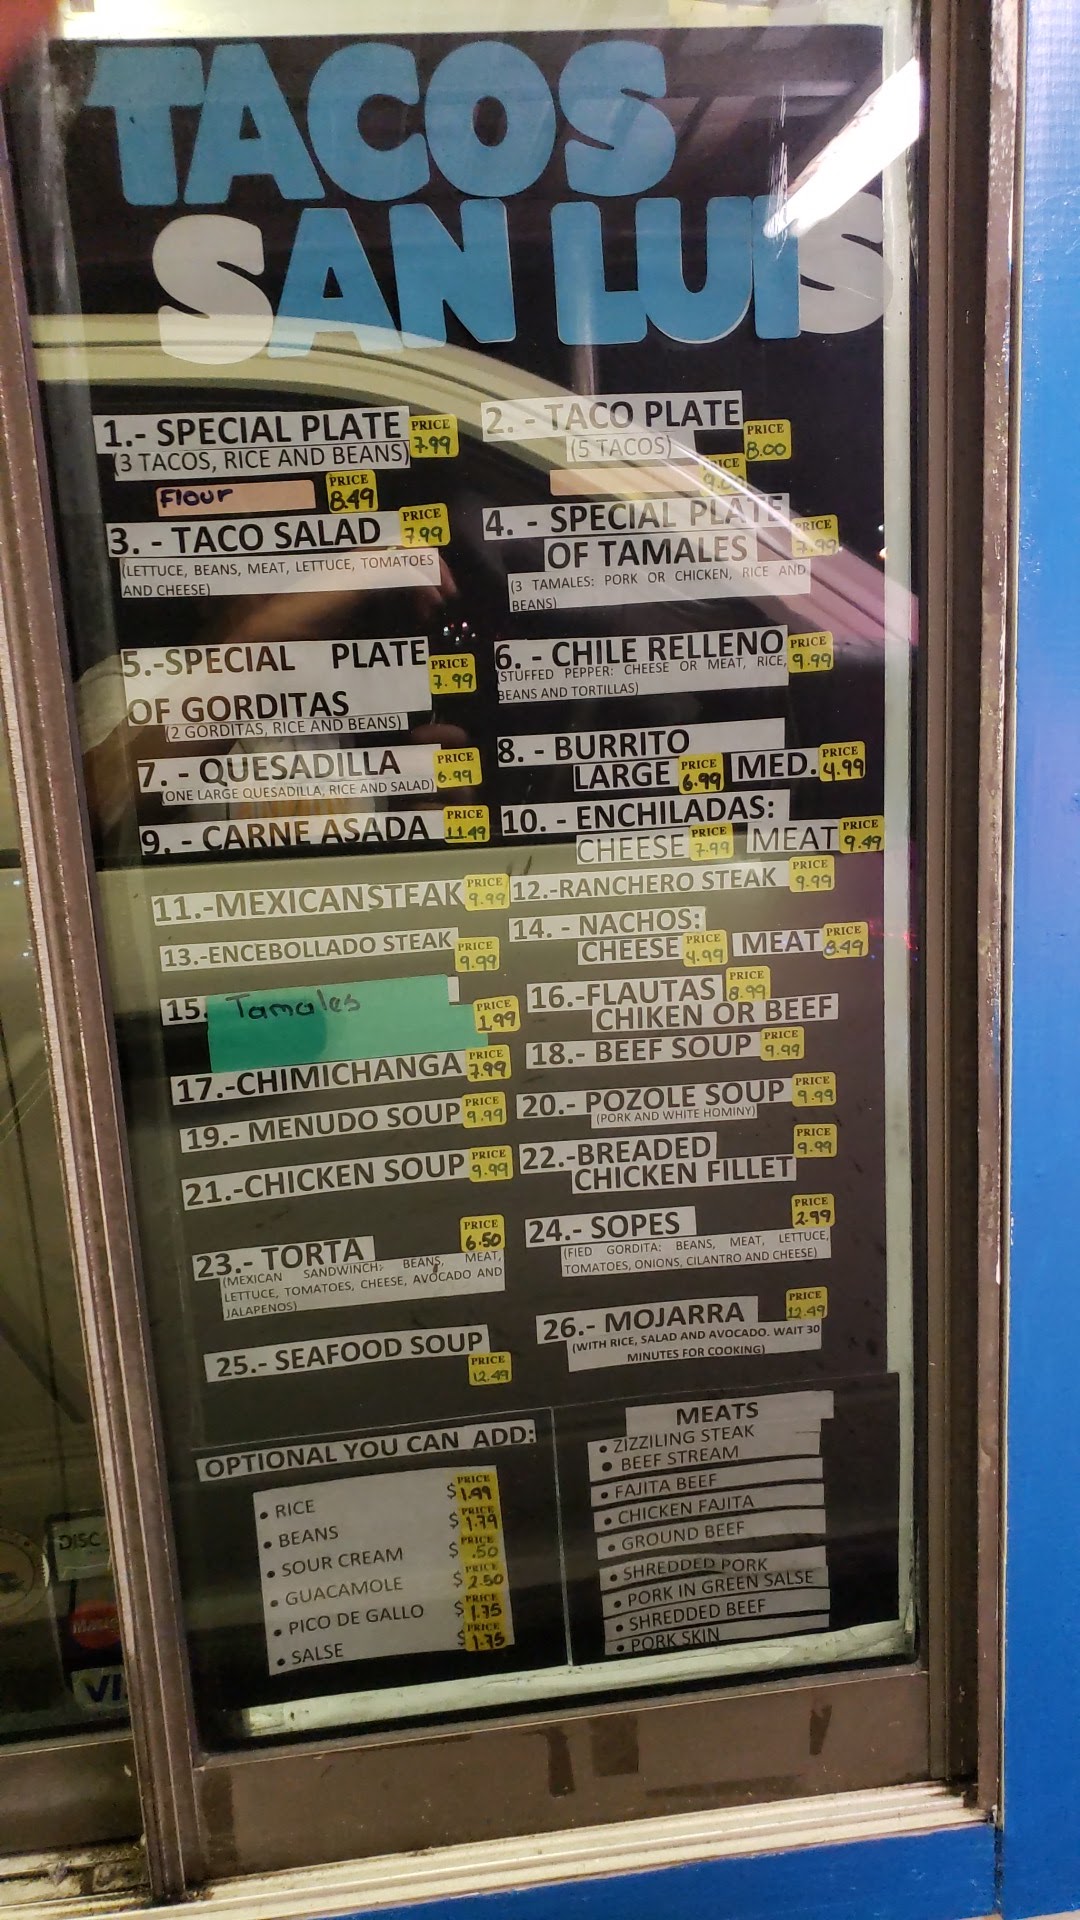 TACOS
SAN LUIS
1.- SPECIAL PLATE PRICE 7.99
(3 TACOS, RICE AND BEANS)
Flour PRICE 8.49
2. - TACO PLATE PRICE 8.00
(5 TACOS)
PRICE
3. - TACO SALAD PRICE 7.99
(LETTUCE, BEANS, MEAT, LETTUCE, TOMATOES
AND CHEESE)
4. - SPECIAL PLATE
OF TAMALES PRICE 7.99
(3 TAMALES: PORK OR CHICKEN, RICE AND
BEANS)
5.-SPECIAL PLATE
OF GORDITAS PRICE 7.99
(2 GORDITAS, RICE AND BEANS)
6. - CHILE RELLENO PRICE 9.99
(STUFFED PEPPER: CHEESE OR MEAT, RICE,
BEANS AND TORTILLAS)
7. - QUESADILLA PRICE 6.99
(ONE LARGE QUESADILLA, RICE AND SALAD)
8. - BURRITO
LARGE PRICE 6.99 MED. PRICE 4.99
9. - CARNE ASADA PRICE 11.49
10. - ENCHILADAS:
CHEESE PRICE 7.99 MEAT PRICE 9.49
11.-MEXICANSTEAK PRICE 9.99
12.-RANCHERO STEAK PRICE 9.99
13.-ENCEBOLLADO STEAK PRICE 9.99
14. - NACHOS:
CHEESE PRICE 4.99 MEAT PRICE 8.49
15. Tamales PRICE 1.99
16.-FLAUTAS PRICE 8.99
CHIKEN OR BEEF
17.-CHIMICHANGA PRICE 7.99
18.- BEEF SOUP PRICE 9.99
19.- MENUDO SOUP PRICE 9.99
20.- POZOLE SOUP PRICE 9.99
(PORK AND WHITE HOMINY)
21.-CHICKEN SOUP PRICE 9.99
22.-BREADED PRICE 9.99
CHICKEN FILLET
23.- TORTA PRICE 6.50
(MEXICAN SANDWINCH: BEANS, MEAT,
LETTUCE, TOMATOES, CHEESE, AVOCADO AND
JALAPENOS)
24.- SOPES PRICE 2.99
(FIED GORDITA: BEANS, MEAT, LETTUCE,
TOMATOES, ONIONS, CILANTRO AND CHEESE)
25.- SEAFOOD SOUP
PRICE 12.49
26.- MOJARRA PRICE 12.49
(WITH RICE, SALAD AND AVOCADO. WAIT 30
MINUTES FOR COOKING)
OPTIONAL YOU CAN ADD:
• RICE $ PRICE 1.99
• BEANS $ PRICE 1.79
• SOUR CREAM $ PRICE .50
• GUACAMOLE $ PRICE 2.50
• PICO DE GALLO $ PRICE 1.75
• SALSE $ PRICE 1.75
MEATS
• ZIZZILING STEAK
• BEEF STREAM
• FAJITA BEEF
• CHICKEN FAJITA
• GROUND BEEF
• SHREDDED PORK
• PORK IN GREEN SALSE
• SHREDDED BEEF
• PORK SKIN
DISC
VI